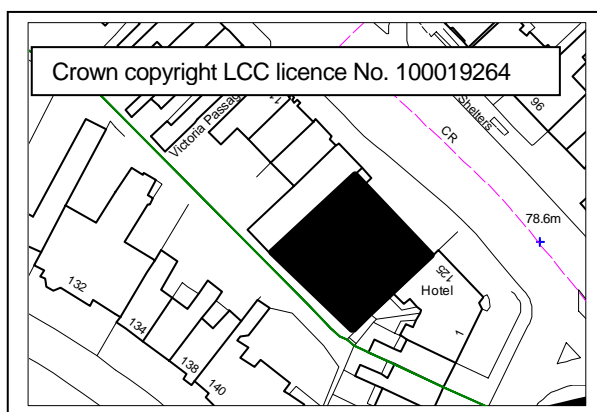 Crown copyright LCC licence No. 100019264
Victoria Passag
Shelters
96
CR
78.6m
125
Hotel
1
132
134
138
140